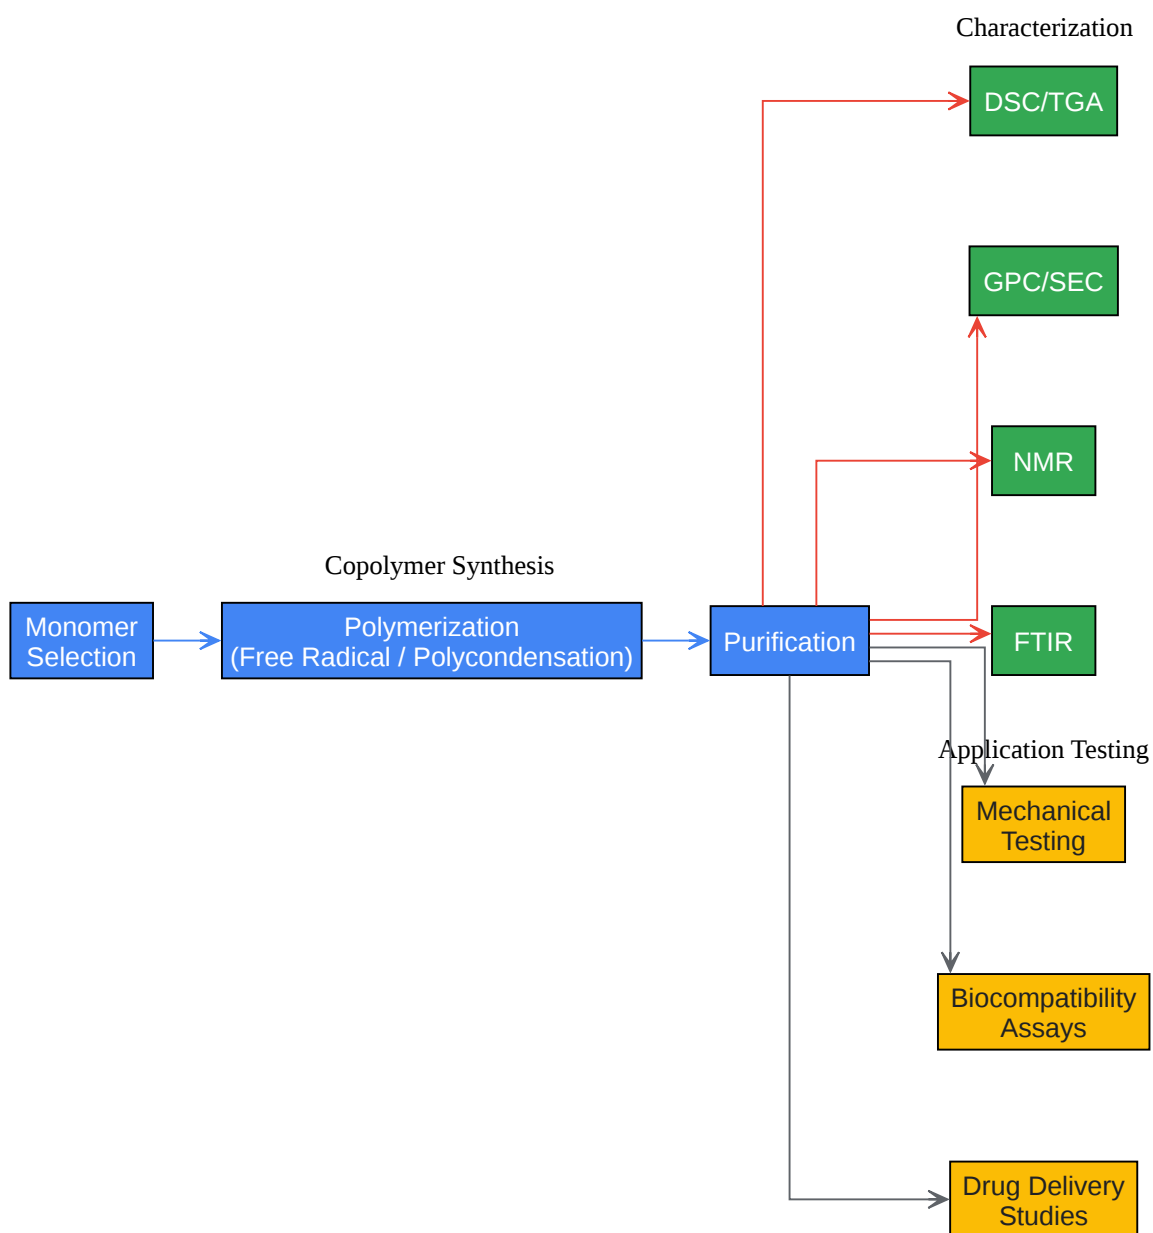 Characterization
DSC/TGA
GPC/SEC
NMR
Copolymer Synthesis
Monomer
Selection
Polymerization
(Free Radical / Polycondensation)
Purification
FTIR
Application Testing
Mechanical
Testing
Biocompatibility
Assays
Drug Delivery
Studies